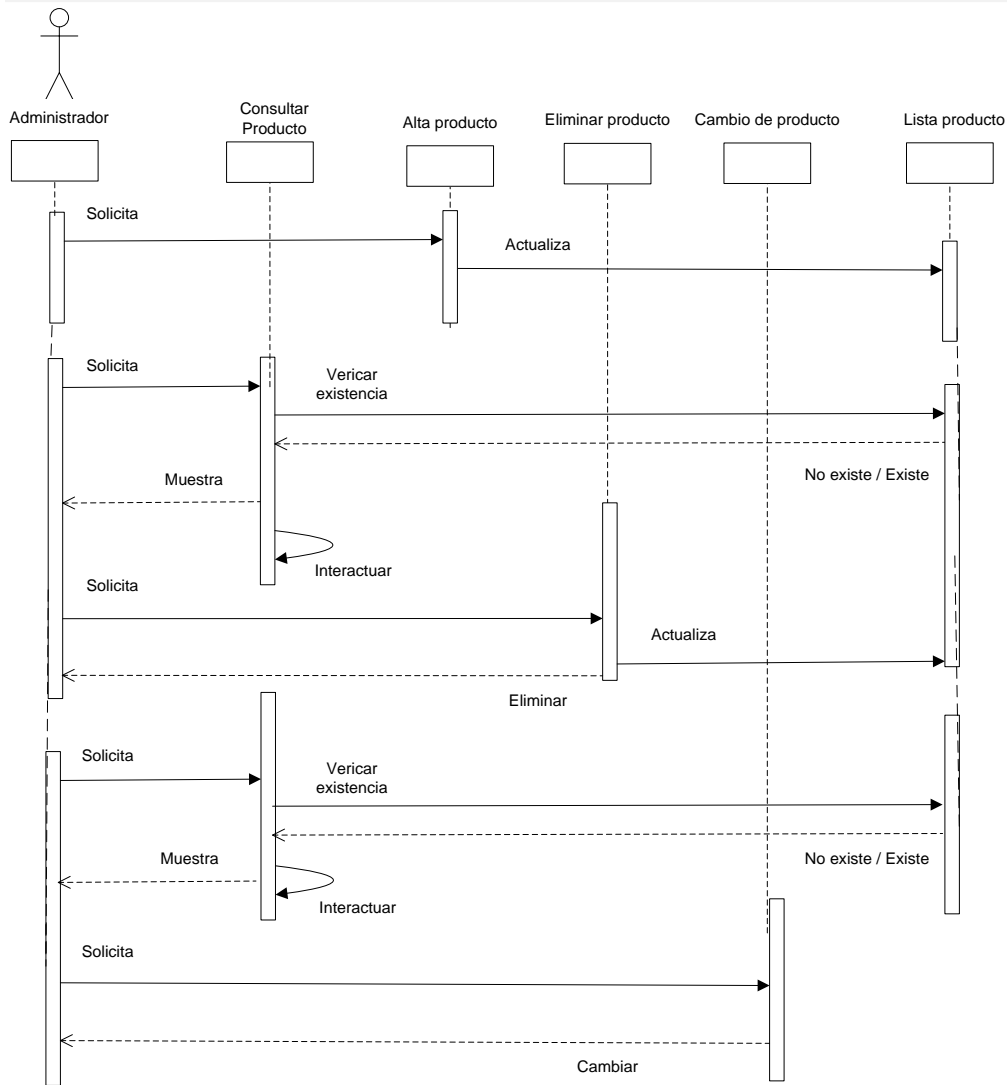 Administrador
Consultar
Producto
Alta producto
Eliminar producto
Cambio de producto
Lista producto
Solicita
Actualiza
Solicita
Vericar
existencia
No existe / Existe
Muestra
Interactuar
Solicita
Actualiza
Eliminar
Solicita
Vericar
existencia
No existe / Existe
Muestra
Interactuar
Solicita
Cambiar